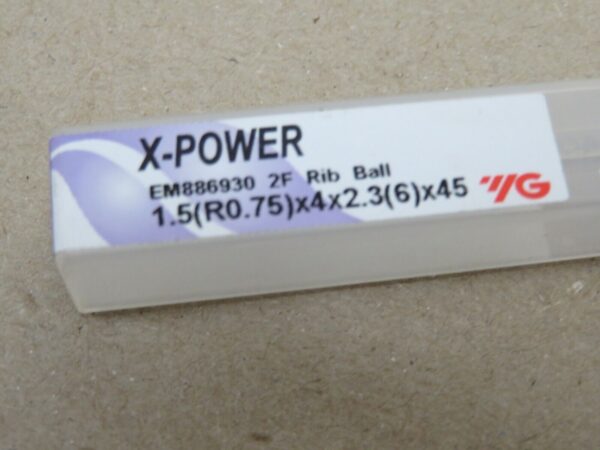 X-POWER
EM886930 2F Rib Ball
1.5(R0.75)x4x2.3(6)x45
YG